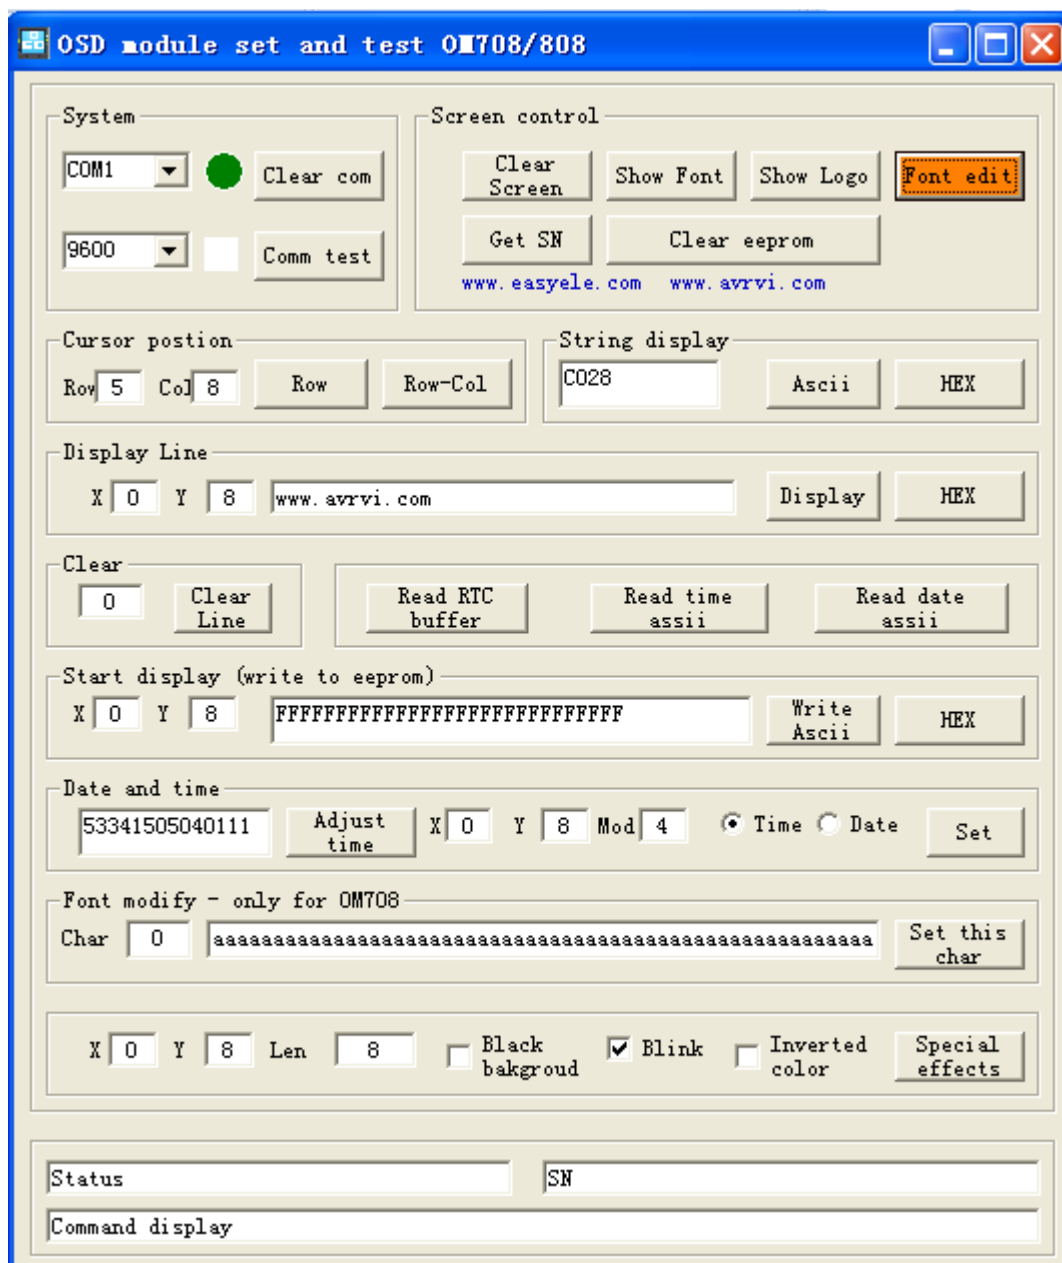 OSD module set and test OM708/808
System
Screen control
COM1
Clear com
Clear
Screen
Show Font
Show Logo
Font edit
9600
Comm test
Get SN
Clear eeprom
www.easyele.com www.avrvi.com
Cursor postion
String display
Row 5 Col 8
Row
Row-Col
C028
Ascii
HEX
Display Line
X 0 Y 8 www.avrvi.com
Display
HEX
Clear
0
Clear
Line
Read RTC
buffer
Read time
assii
Read date
assii
Start display (write to eeprom)
X 0 Y 8 FFFFFFFFFFFFFFFFFFFFFFFFFFFFF
Write
Ascii
HEX
Date and time
53341505040111
Adjust
time
X 0 Y 8 Mod 4
Time
Date
Set
Font modify - only for OM708
Char 0 aaaaaaaaaaaaaaaaaaaaaaaaaaaaaaaaaaaaaaaaaaaaaaaaaaaaaaa
Set this
char
X 0 Y 8 Len 8
Black
bakgroud
Blink
Inverted
color
Special
effects
Status
SN
Command display